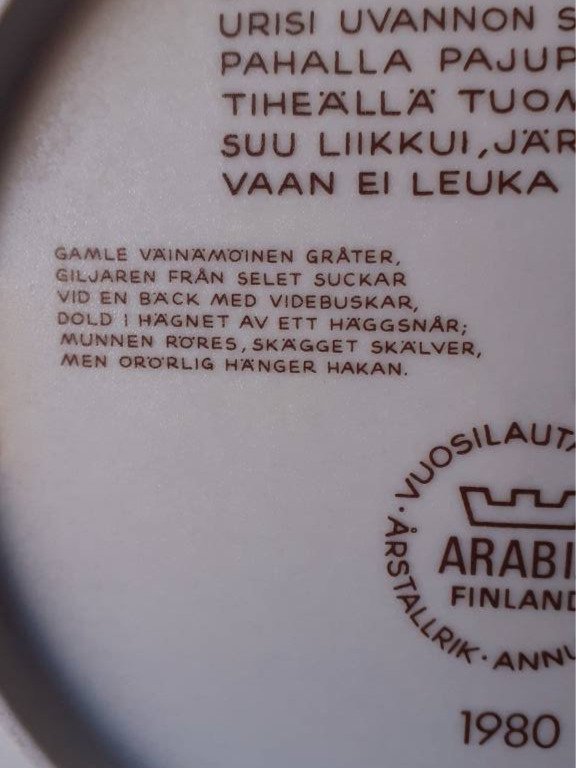 URISI UVANNON S
PAHALLA PAJUP
TIHEÄLLÄ TUOM
SUU LIIKKUI, JÄR
VAAN EI LEUKA
GAMLE VÄINÄMÖINEN GRÅTER,
GILJAREN FRÅN SELET SUCKAR
VID EN BÄCK MED VIDEBUSKAR,
DOLD I HÄGNET AV ETT HÄGGSNÅR;
MUNNEN RÖRES, SKÄGGET SKÄLVER,
MEN ORÖRLIG HÄNGER HAKAN.
· VUOSILAUTA
· ÅRSTALLRIK · ANNU
ARABI
FINLAND
1980